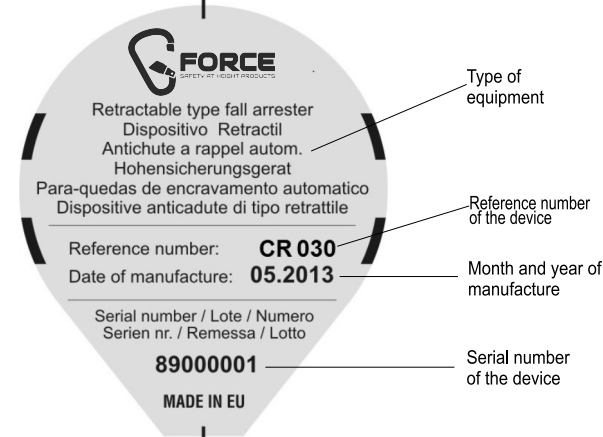 FORCE
SAFETY AT HEIGHT PRODUCTS
Retractable type fall arrester
Dispositivo Retractil
Antichute a rappel autom.
Hohensicherungsgerat
Para-quedas de encravamento automatico
Dispositive anticadute di tipo retrattile
Reference number: CR 030
Date of manufacture: 05.2013
Serial number / Lote / Numero
Serien nr. / Remessa / Lotto
89000001
MADE IN EU
Type of
equipment
Reference number
of the device
Month and year of
manufacture
Serial number
of the device